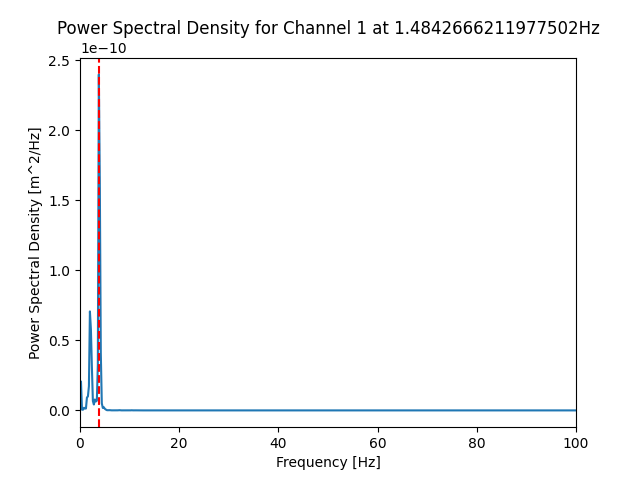 Power Spectral Density for Channel 1 at 1.4842666211977502Hz
1e−10
2.5
2.0
1.5
1.0
0.5
0.0
Power Spectral Density [m^2/Hz]
0 20 40 60 80 100
Frequency [Hz]